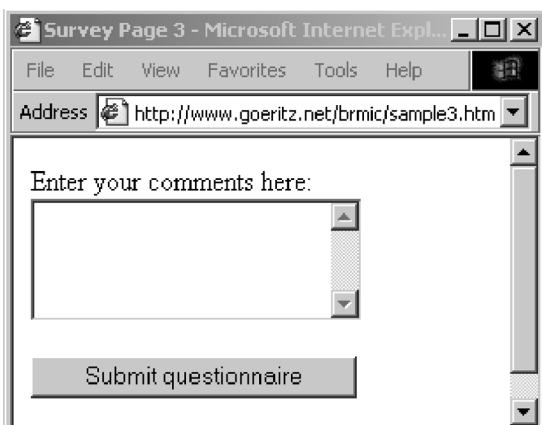 Survey Page 3 - Microsoft Internet Expl...
File Edit View Favorites Tools Help
Address http://www.goeritz.net/brmic/sample3.htm
Enter your comments here:
Submit questionnaire